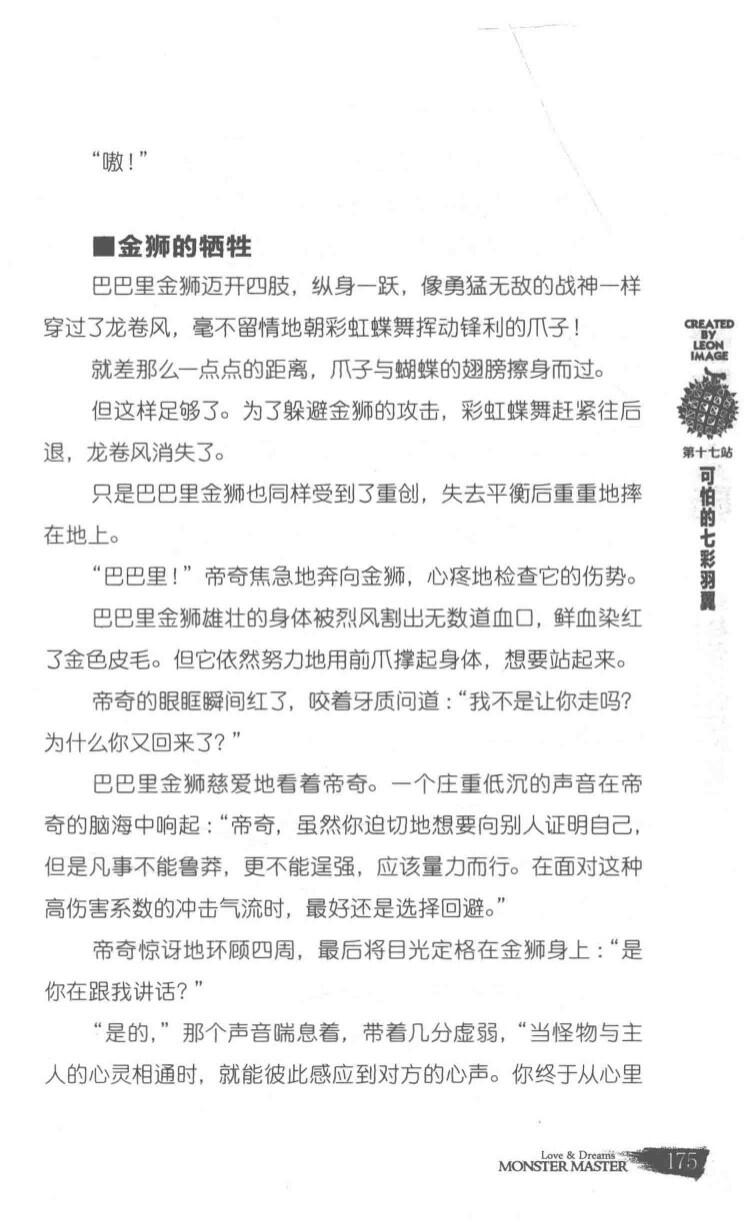 “嗷！”
■金狮的牺牲
巴巴里金狮迈开四肢，纵身一跃，像勇猛无敌的战神一样
穿过了龙卷风，毫不留情地朝彩虹蝶舞挥动锋利的爪子！
就差那么一点点的距离，爪子与蝴蝶的翅膀擦身而过。
但这样足够了。为了躲避金狮的攻击，彩虹蝶舞赶紧往后
退，龙卷风消失了。
只是巴巴里金狮也同样受到了重创，失去平衡后重重地摔
在地上。
“巴巴里！”帝奇焦急地奔向金狮，心疼地检查它的伤势。
巴巴里金狮雄壮的身体被烈风割出无数道血口，鲜血染红
了金色皮毛。但它依然努力地用前爪撑起身体，想要站起来。
帝奇的眼眶瞬间红了，咬着牙质问道：“我不是让你走吗？
为什么你又回来了？”
巴巴里金狮慈爱地看着帝奇。一个庄重低沉的声音在帝
奇的脑海中响起：“帝奇，虽然你迫切地想要向别人证明自己，
但是凡事不能鲁莽，更不能逞强，应该量力而行。在面对这种
高伤害系数的冲击气流时，最好还是选择回避。”
帝奇惊讶地环顾四周，最后将目光定格在金狮身上：“是
你在跟我讲话？”
“是的，”那个声音喘息着，带着几分虚弱，“当怪物与主
人的心灵相通时，就能彼此感应到对方的心声。你终于从心里
CREATED
BY
LEON
IMAGE
第十七站
可怕的七彩羽翼
Love & Dreams
MONSTER MASTER
175